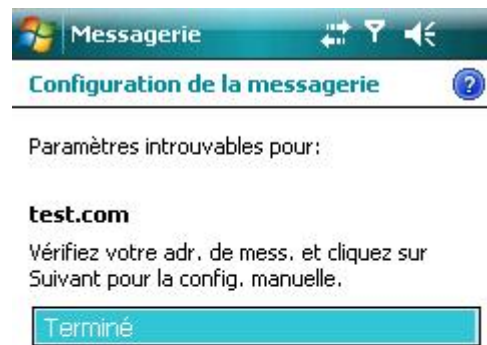 Messagerie
Configuration de la messagerie
Paramètres introuvables pour:
test.com
Vérifiez votre adr. de mess. et cliquez sur
Suivant pour la config. manuelle.
Terminé